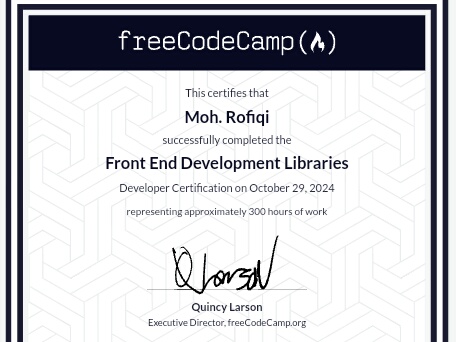 freeCodeCamp(🔥)
This certifies that
Moh. Rofiqi
successfully completed the
Front End Development Libraries
Developer Certification on October 29, 2024
representing approximately 300 hours of work
QLarson
Quincy Larson
Executive Director, freeCodeCamp.org